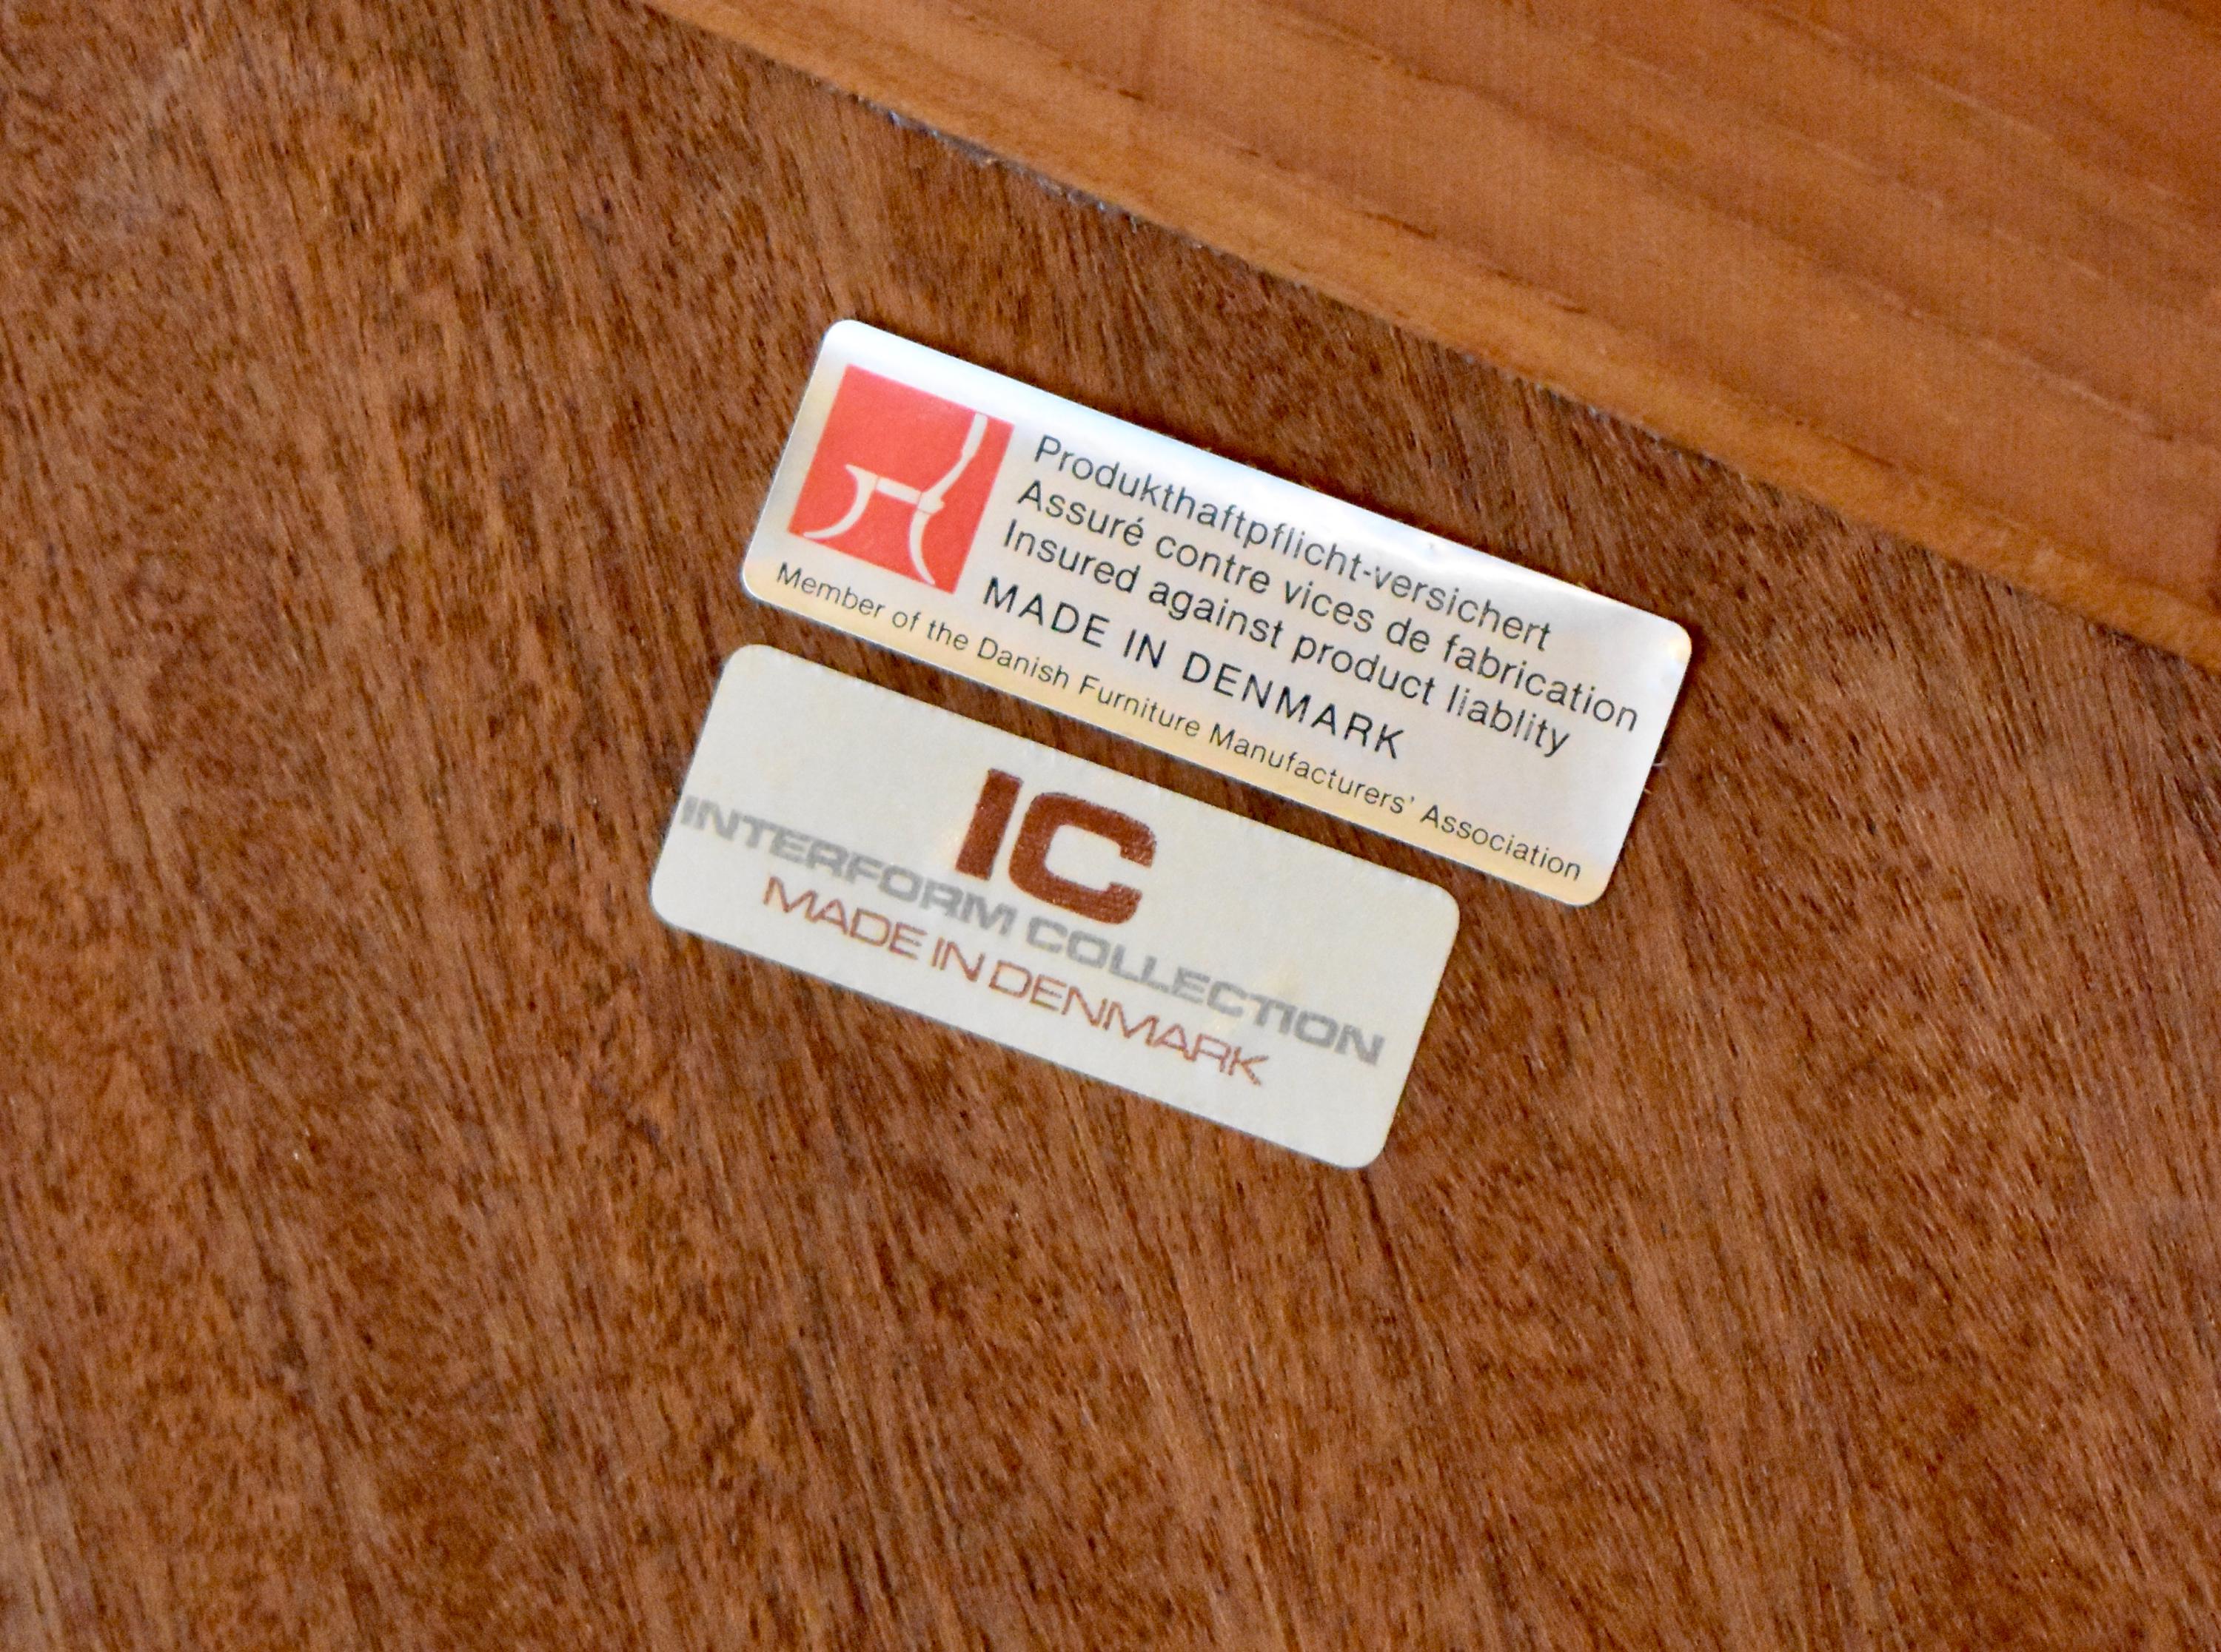 Produkthaftpflicht-versichert
Assuré contre vices de fabrication
Insured against product liablity
MADE IN DENMARK
Member of the Danish Furniture Manufacturers' Association
IC
INTERFORM COLLECTION
MADE IN DENMARK